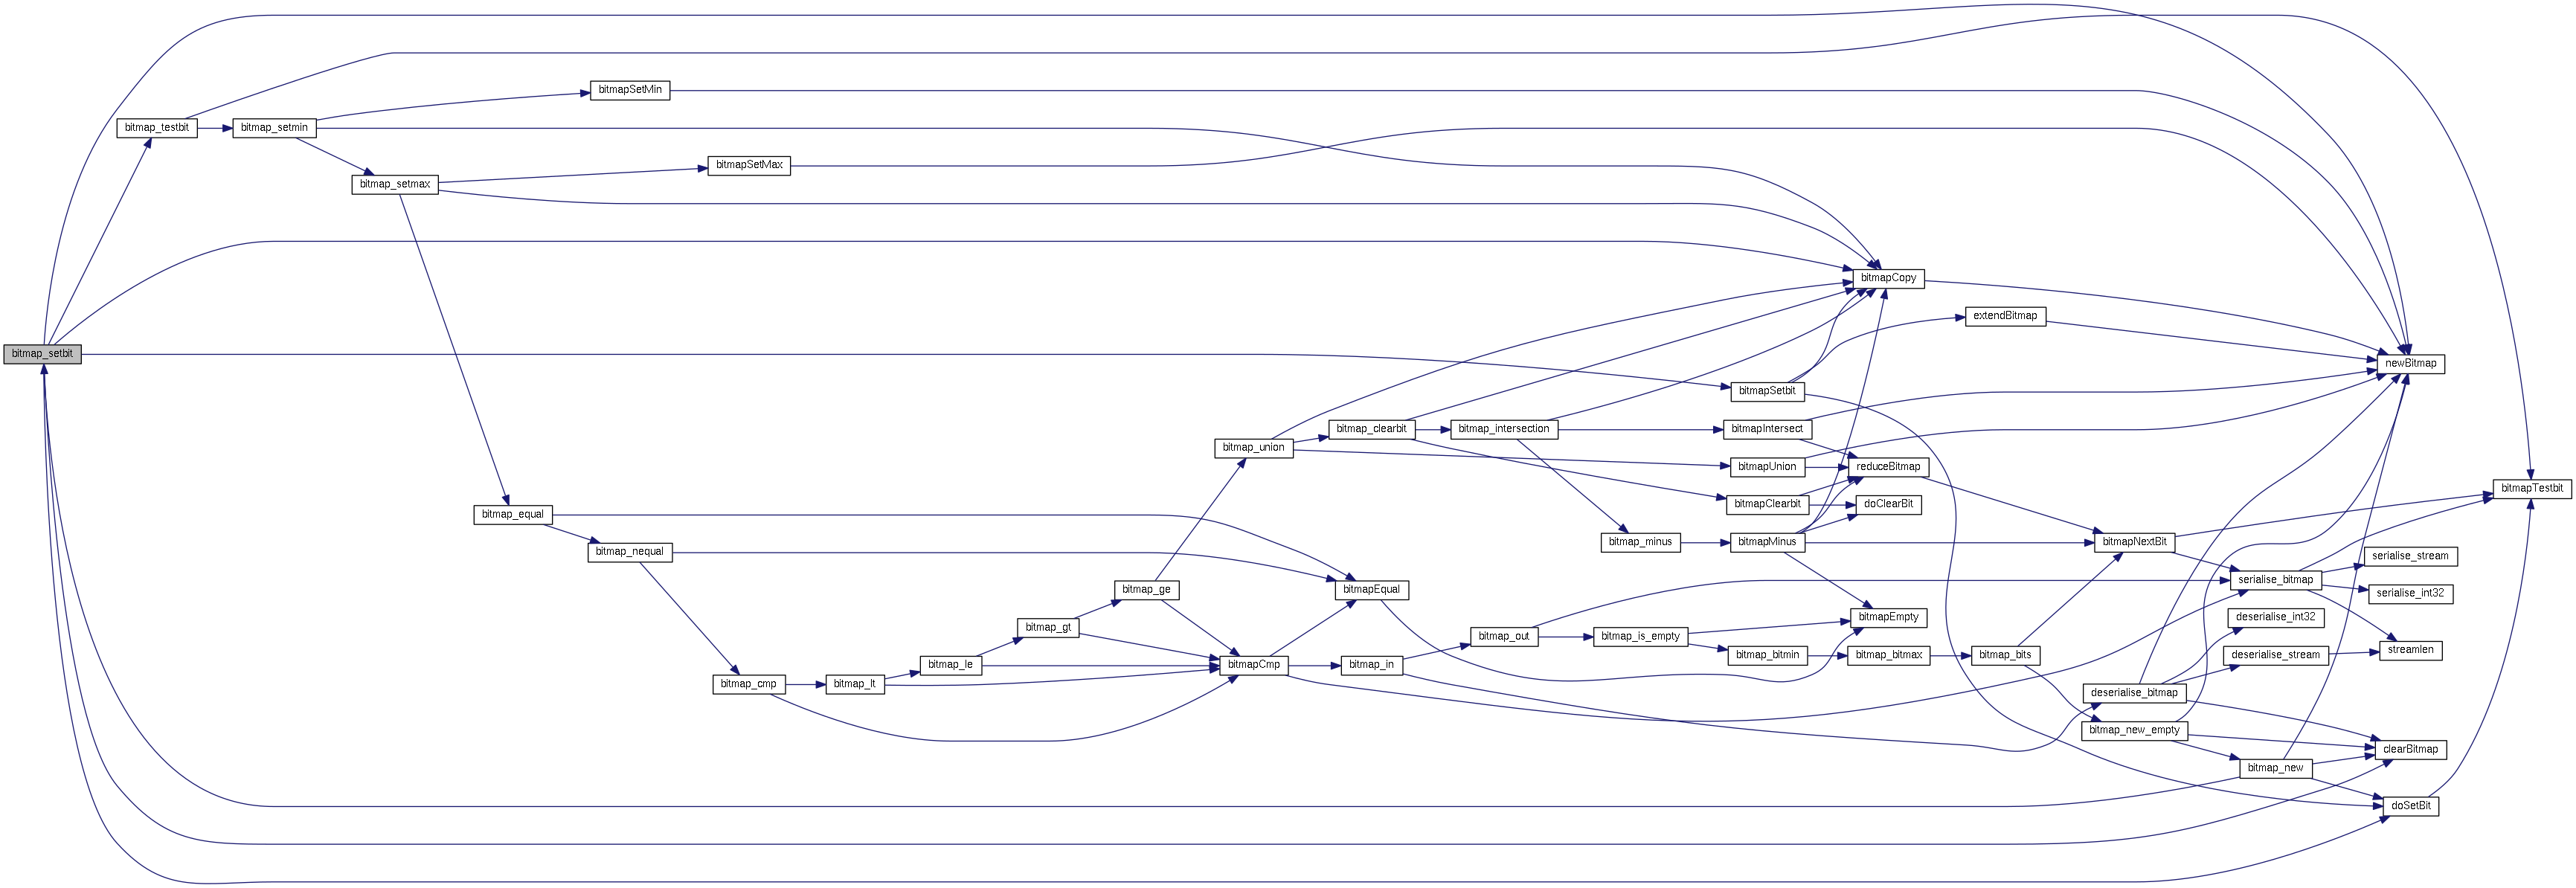 bitmap_setbit
bitmap_testbit
bitmap_setmin
bitmap_setmax
bitmap_equal
bitmap_nequal
bitmapSetMin
bitmapSetMax
bitmap_cmp
bitmap_lt
bitmap_le
bitmap_gt
bitmap_ge
bitmap_union
bitmapCmp
bitmap_clearbit
bitmapEqual
bitmap_in
bitmap_intersection
bitmap_out
bitmap_minus
bitmap_is_empty
bitmapSetbit
bitmapIntersect
bitmapUnion
bitmapClearbit
bitmapMinus
bitmap_bitmin
bitmapCopy
reduceBitmap
doClearBit
bitmapEmpty
bitmap_bitmax
extendBitmap
bitmap_bits
bitmapNextBit
deserialise_bitmap
bitmap_new_empty
serialise_bitmap
deserialise_int32
deserialise_stream
bitmap_new
newBitmap
serialise_stream
serialise_int32
streamlen
clearBitmap
doSetBit
bitmapTestbit